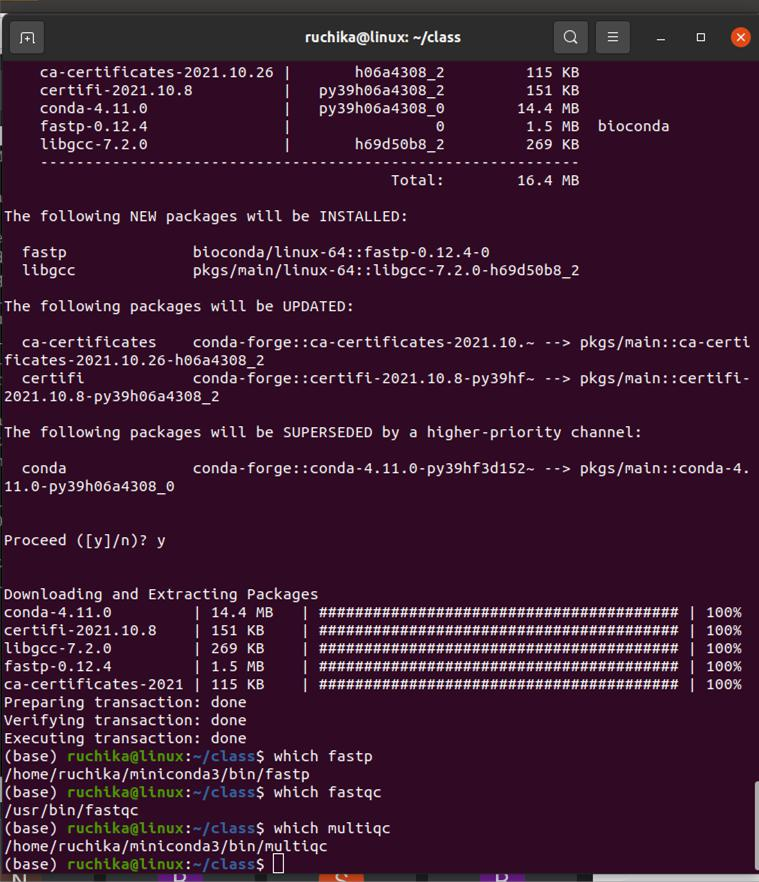 ruchika@linux: ~/class
ca-certificates-2021.10.26 | h06a4308_2 115 KB
certifi-2021.10.8 | py39h06a4308_2 151 KB
conda-4.11.0 | py39h06a4308_0 14.4 MB
fastp-0.12.4 | 0 1.5 MB bioconda
libgcc-7.2.0 | h69d50b8_2 269 KB
------------------------------------------------------------
Total: 16.4 MB
The following NEW packages will be INSTALLED:
fastp bioconda/linux-64::fastp-0.12.4-0
libgcc pkgs/main/linux-64::libgcc-7.2.0-h69d50b8_2
The following packages will be UPDATED:
ca-certificates conda-forge::ca-certificates-2021.10.~ --> pkgs/main::ca-certi
ficates-2021.10.26-h06a4308_2
certifi conda-forge::certifi-2021.10.8-py39hf~ --> pkgs/main::certifi-
2021.10.8-py39h06a4308_2
The following packages will be SUPERSEDED by a higher-priority channel:
conda conda-forge::conda-4.11.0-py39hf3d152~ --> pkgs/main::conda-4.
11.0-py39h06a4308_0
Proceed ([y]/n)? y
Downloading and Extracting Packages
conda-4.11.0 | 14.4 MB | ######################################## | 100%
certifi-2021.10.8 | 151 KB | ######################################## | 100%
libgcc-7.2.0 | 269 KB | ######################################## | 100%
fastp-0.12.4 | 1.5 MB | ######################################## | 100%
ca-certificates-2021 | 115 KB | ######################################## | 100%
Preparing transaction: done
Verifying transaction: done
Executing transaction: done
(base) ruchika@linux:~/class$ which fastp
/home/ruchika/miniconda3/bin/fastp
(base) ruchika@linux:~/class$ which fastqc
/usr/bin/fastqc
(base) ruchika@linux:~/class$ which multiqc
/home/ruchika/miniconda3/bin/multiqc
(base) ruchika@linux:~/class$